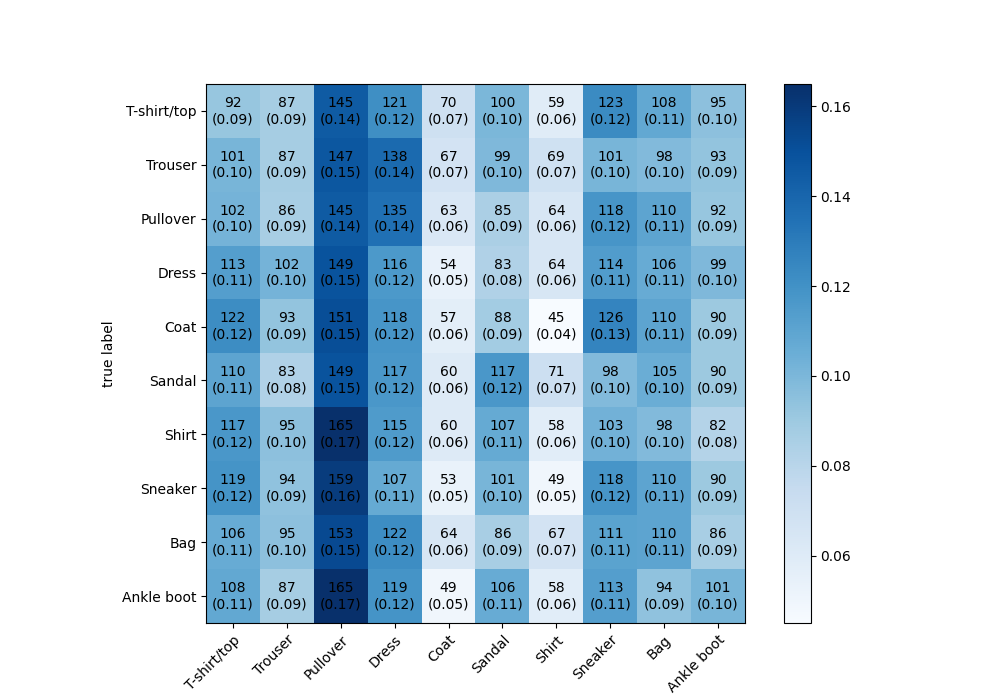 T-shirt/top 92 87 145 121 70 100 59 123 108 95
(0.09) (0.09) (0.14) (0.12) (0.07) (0.10) (0.06) (0.12) (0.11) (0.10)
0.16
Trouser 101 87 147 138 67 99 69 101 98 93
(0.10) (0.09) (0.15) (0.14) (0.07) (0.10) (0.07) (0.10) (0.10) (0.09)
0.14
Pullover 102 86 145 135 63 85 64 118 110 92
(0.10) (0.09) (0.14) (0.14) (0.06) (0.09) (0.06) (0.12) (0.11) (0.09)
Dress 113 102 149 116 54 83 64 114 106 99
(0.11) (0.10) (0.15) (0.12) (0.05) (0.08) (0.06) (0.11) (0.11) (0.10)
0.12
Coat 122 93 151 118 57 88 45 126 110 90
(0.12) (0.09) (0.15) (0.12) (0.06) (0.09) (0.04) (0.13) (0.11) (0.09)
true label
Sandal 110 83 149 117 60 117 71 98 105 90
(0.11) (0.08) (0.15) (0.12) (0.06) (0.12) (0.07) (0.10) (0.10) (0.09)
0.10
Shirt 117 95 165 115 60 107 58 103 98 82
(0.12) (0.10) (0.17) (0.12) (0.06) (0.11) (0.06) (0.10) (0.10) (0.08)
0.08
Sneaker 119 94 159 107 53 101 49 118 110 90
(0.12) (0.09) (0.16) (0.11) (0.05) (0.10) (0.05) (0.12) (0.11) (0.09)
Bag 106 95 153 122 64 86 67 111 110 86
(0.11) (0.10) (0.15) (0.12) (0.06) (0.09) (0.07) (0.11) (0.11) (0.09)
0.06
Ankle boot 108 87 165 119 49 106 58 113 94 101
(0.11) (0.09) (0.17) (0.12) (0.05) (0.11) (0.06) (0.11) (0.09) (0.10)
T-shirt/top Trouser Pullover Dress Coat Sandal Shirt Sneaker Bag Ankle boot